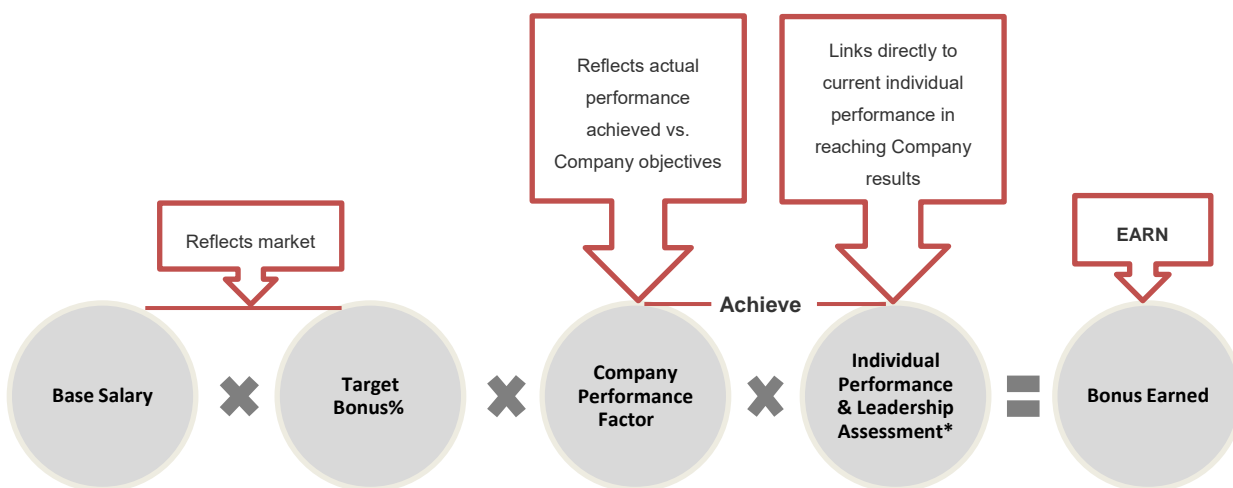 Reflects actual
performance
achieved vs.
Company objectives
Links directly to
current individual
performance in
reaching Company
results
Reflects market
EARN
Achieve
Base Salary
Target
Bonus%
Company
Performance
Factor
Individual
Performance
& Leadership
Assessment*
Bonus Earned